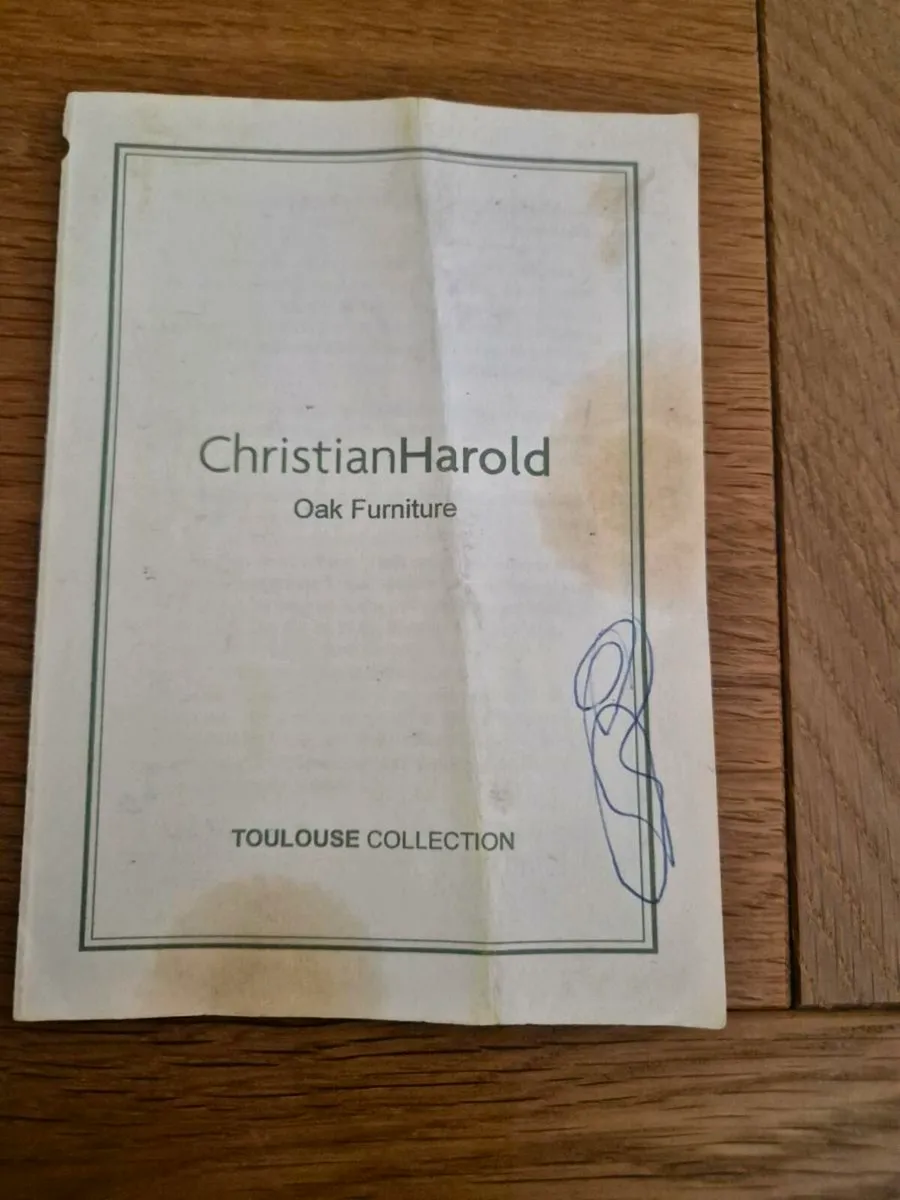 ChristianHarold
Oak Furniture
TOULOUSE COLLECTION